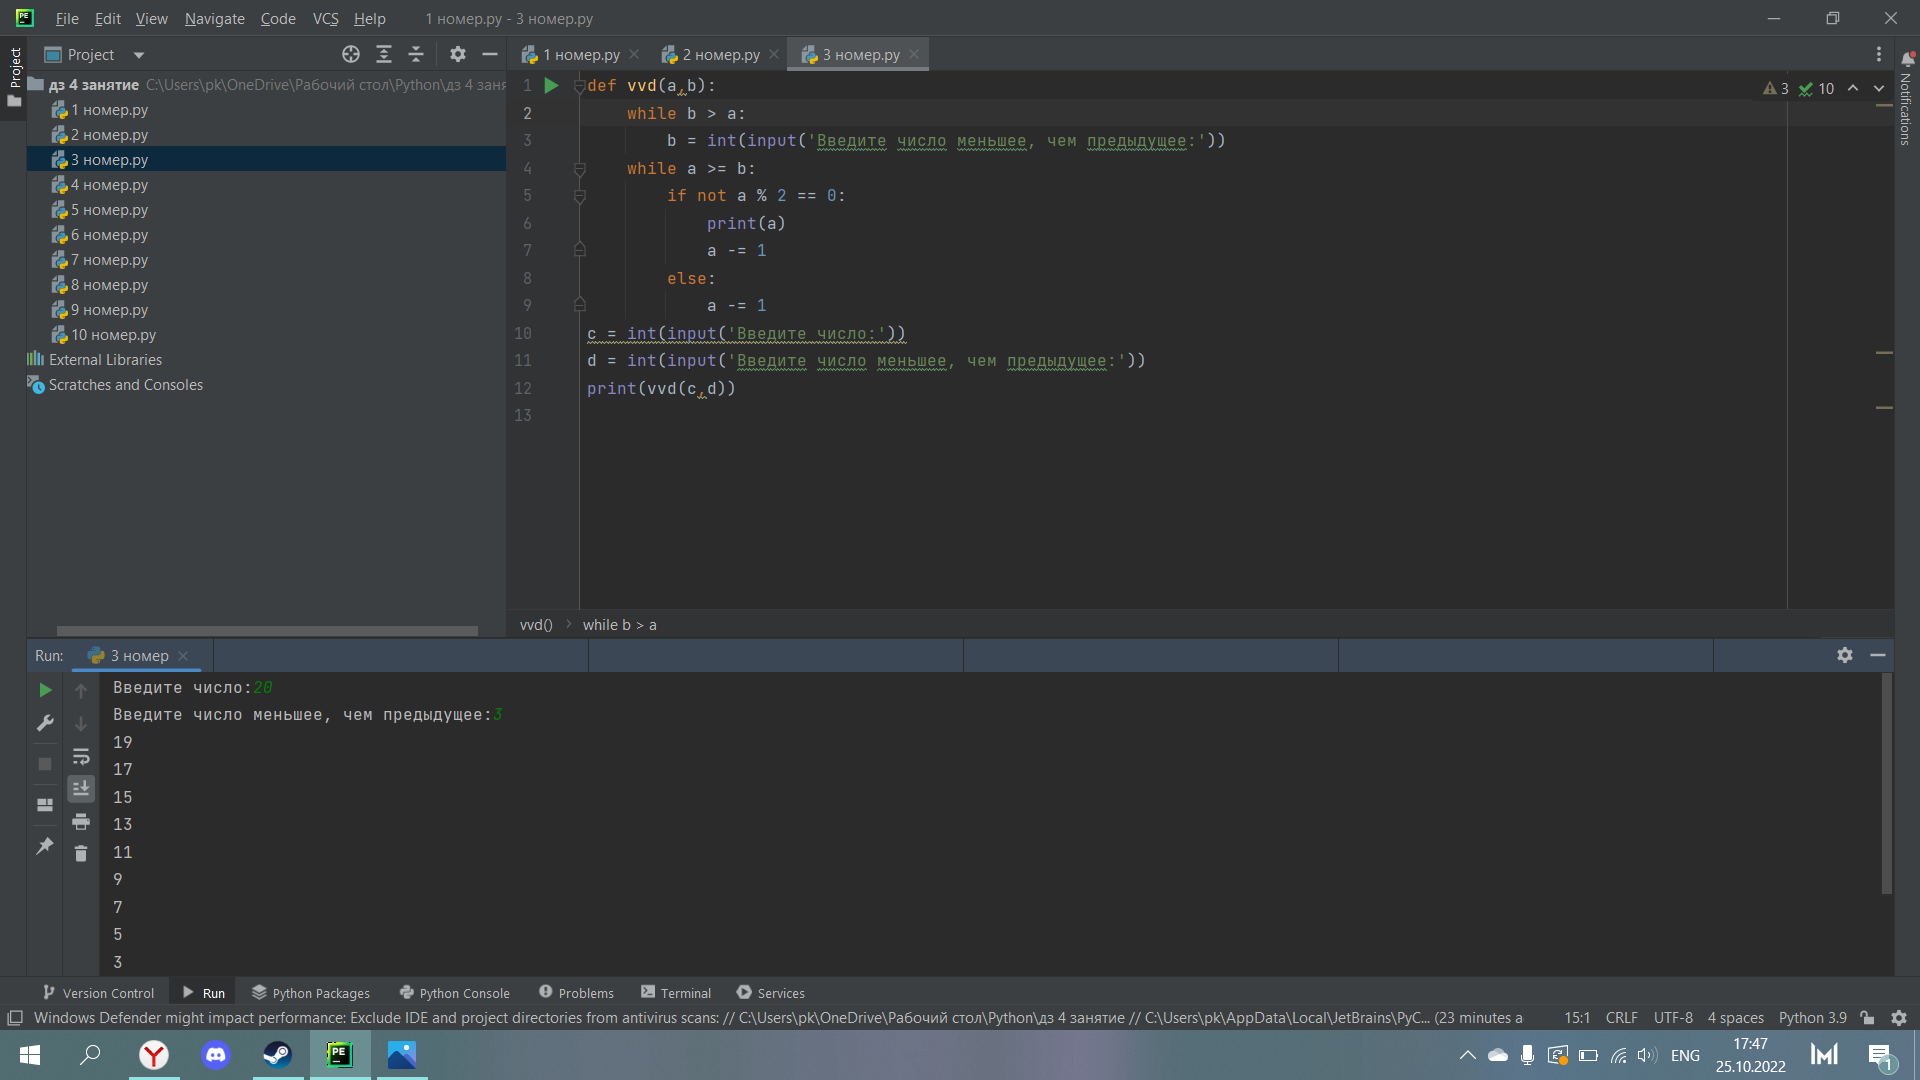 File Edit View Navigate Code VCS Help 1 номер.py - 3 номер.py
Project
Project
1 номер.py 2 номер.py 3 номер.py
дз 4 занятие C:\Users\pk\OneDrive\Рабочий стол\Python\дз 4 заня
1 номер.py
2 номер.py
3 номер.py
4 номер.py
5 номер.py
6 номер.py
7 номер.py
8 номер.py
9 номер.py
10 номер.py
External Libraries
Scratches and Consoles
1 def vvd(a,b):
2 while b > a:
3 b = int(input('Введите число меньшее, чем предыдущее:'))
4 while a >= b:
5 if not a % 2 == 0:
6 print(a)
7 a -= 1
8 else:
9 a -= 1
10 c = int(input('Введите число:'))
11 d = int(input('Введите число меньшее, чем предыдущее:'))
12 print(vvd(c,d))
13
3 10
Notifications
vvd() while b > a
Run: 3 номер
Введите число:20
Введите число меньшее, чем предыдущее:3
19
17
15
13
11
9
7
5
3
Version Control Run Python Packages Python Console Problems Terminal Services
Windows Defender might impact performance: Exclude IDE and project directories from antivirus scans: // C:\Users\pk\OneDrive\Рабочий стол\Python\дз 4 занятие // C:\Users\pk\AppData\Local\JetBrains\PyC... (23 minutes a 15:1 CRLF UTF-8 4 spaces Python 3.9
PE
ENG
17:47
25.10.2022
1